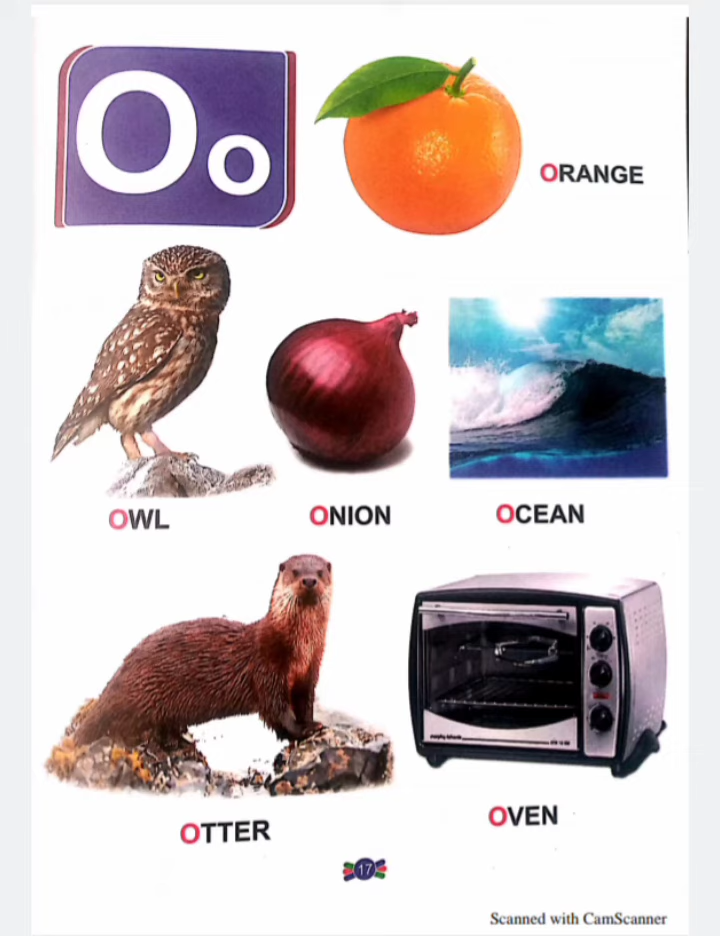 Oo
ORANGE
OWL
ONION
OCEAN
OTTER
OVEN
17
Scanned with CamScanner